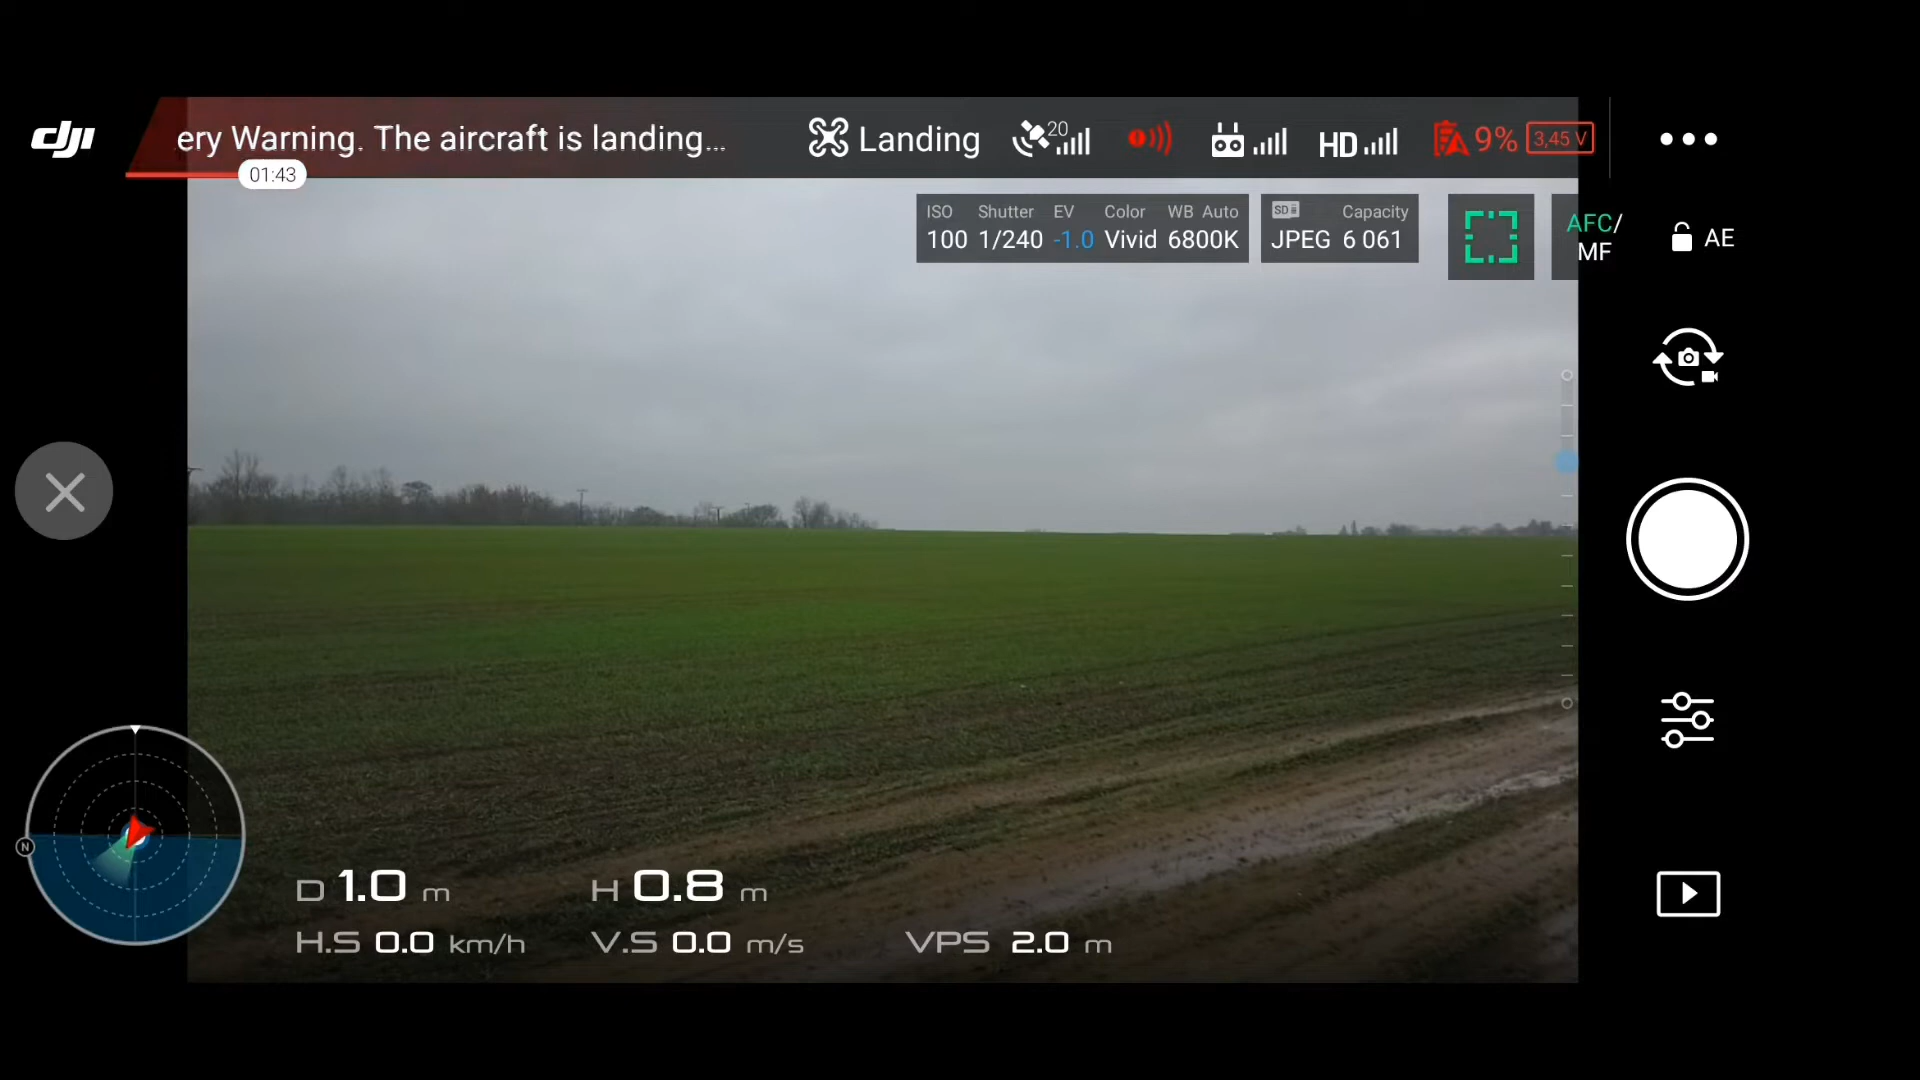 dji
ery Warning. The aircraft is landing...
Landing
20
HD
9%
3,45 V
01:43
ISO Shutter EV Color WB Auto
100 1/240 -1.0 Vivid 6800K
SD Capacity
JPEG 6 061
AFC/
MF
AE
N
D 1.0 m H 0.8 m
H.S 0.0 km/h V.S 0.0 m/s VPS 2.0 m